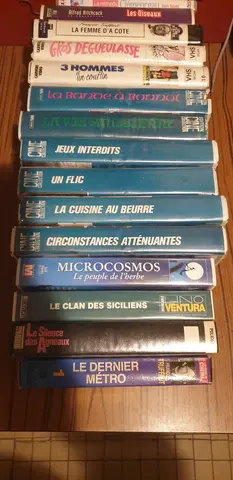 Alfred Hitchcock
Les Oiseaux
LA FEMME D'A COTE
GROS DEGUEULASSE
3 HOMMES
un couffin
La Bande à Bonnot
JEUX INTERDITS
UN FLIC
LA CUISINE AU BEURRE
CIRCONSTANCES ATTÉNUANTES
MICROCOSMOS
Le peuple de l'herbe
LE CLAN DES SICILIENS
LINO
VENTURA
Le Silence
des Agneaux
1
LE DERNIER
MÉTRO
TRUFFAUT